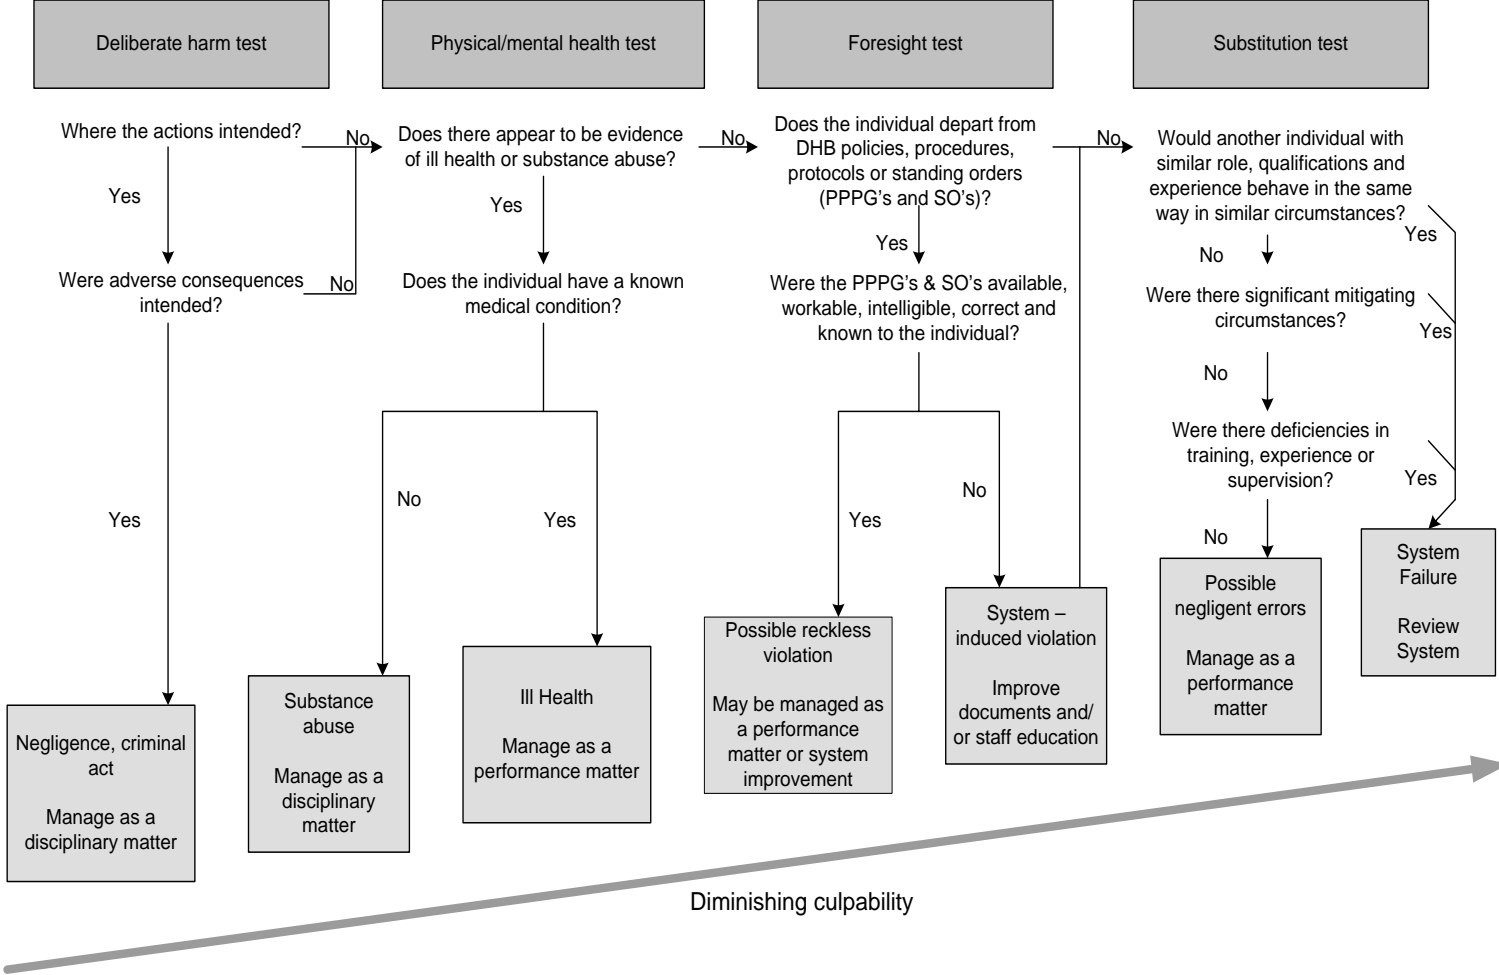 Deliberate harm test
Physical/mental health test
Foresight test
Substitution test
Where the actions intended?
No
Yes
Were adverse consequences
intended?
No
Yes
Negligence, criminal
act
Manage as a
disciplinary matter
Does there appear to be evidence
of ill health or substance abuse?
No
Yes
Does the individual have a known
medical condition?
No
Yes
Substance
abuse
Manage as a
disciplinary
matter
Ill Health
Manage as a
performance matter
Does the individual depart from
DHB policies, procedures,
protocols or standing orders
(PPPG's and SO's)?
No
Yes
Were the PPPG's & SO's available,
workable, intelligible, correct and
known to the individual?
Yes
No
Possible reckless
violation
May be managed as
a performance
matter or system
improvement
System –
induced violation
Improve
documents and/
or staff education
Would another individual with
similar role, qualifications and
experience behave in the same
way in similar circumstances?
Yes
No
Were there significant mitigating
circumstances?
Yes
No
Were there deficiencies in
training, experience or
supervision?
Yes
No
Possible
negligent errors
Manage as a
performance
matter
System
Failure
Review
System
Diminishing culpability